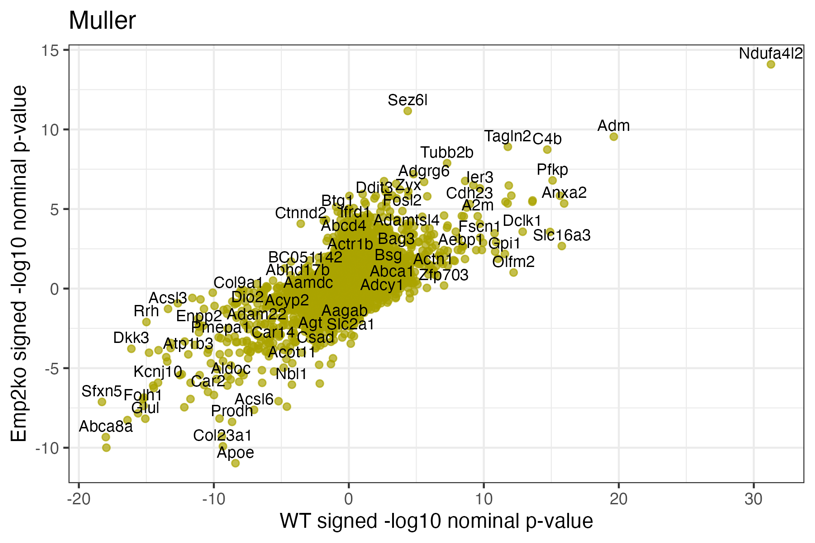 Muller
Ndufa4l2
Sez6l
Adm
Tagln2
C4b
Tubb2b
Adgrg6
Pfkp
Ier3
Ddit3
Zyx
Cdh23
Anxa2
Btg1
Fosl2
A2m
Ctnnd2
Ifrd1
Adamtsl4
Dclk1
Abcd4
Fscn1
Slc16a3
Actr1b
Bag3
Aebp1
Gpi1
BC051142
Bsg
Actn1
Olfm2
Abhd17b
Abca1
Zfp703
Col9a1
Aamdc
Adcy1
Acsl3
Dio2
Acyp2
Rrh
Enpp2
Adam22
Aagab
Pmepa1
Agt
Slc2a1
Dkk3
Atp1b3
Car14
Csad
Acot11
Kcnj10
Aldoc
Nbl1
Car2
Sfxn5
Folh1
Acsl6
Glul
Prodh
Abca8a
Col23a1
Apoe
15
10
5
0
-5
-10
Emp2ko signed -log10 nominal p-value
-20
-10
0
10
20
30
WT signed -log10 nominal p-value